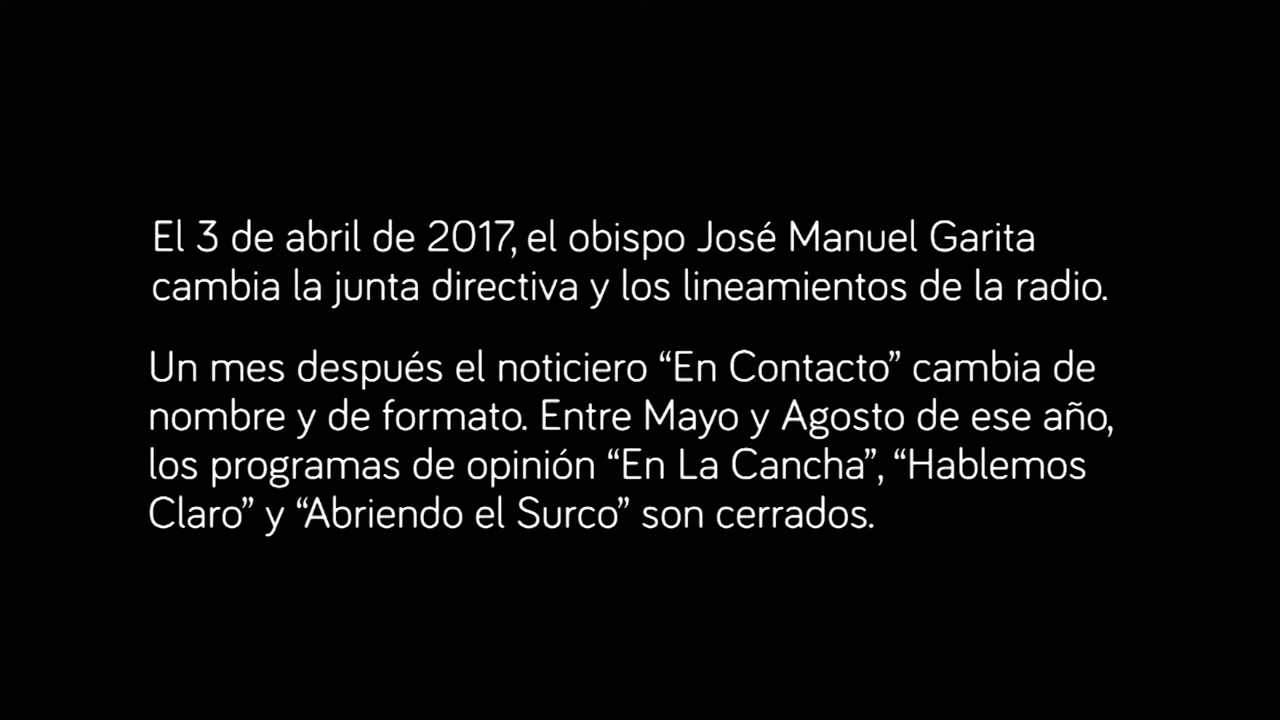 El 3 de abril de 2017, el obispo José Manuel Garita
cambia la junta directiva y los lineamientos de la radio.
Un mes después el noticiero “En Contacto” cambia de
nombre y de formato. Entre Mayo y Agosto de ese año,
los programas de opinión “En La Cancha”, “Hablemos
Claro” y “Abriendo el Surco” son cerrados.